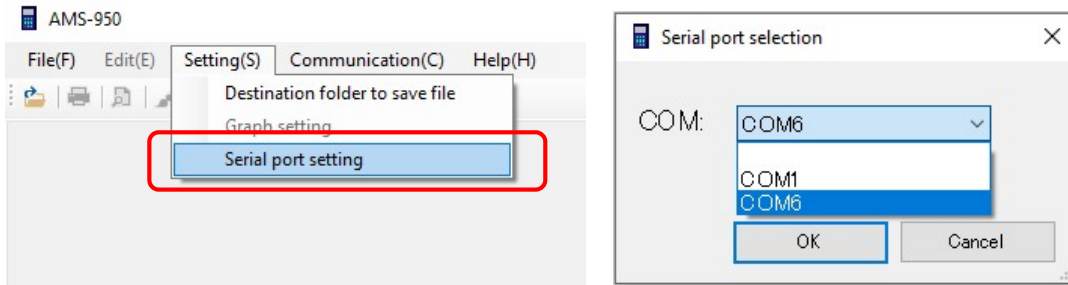 AMS-950
File(F) Edit(E) Setting(S) Communication(C) Help(H)
Destination folder to save file
Graph setting
Serial port setting
Serial port selection
COM: COM6
COM1
COM6
OK Cancel